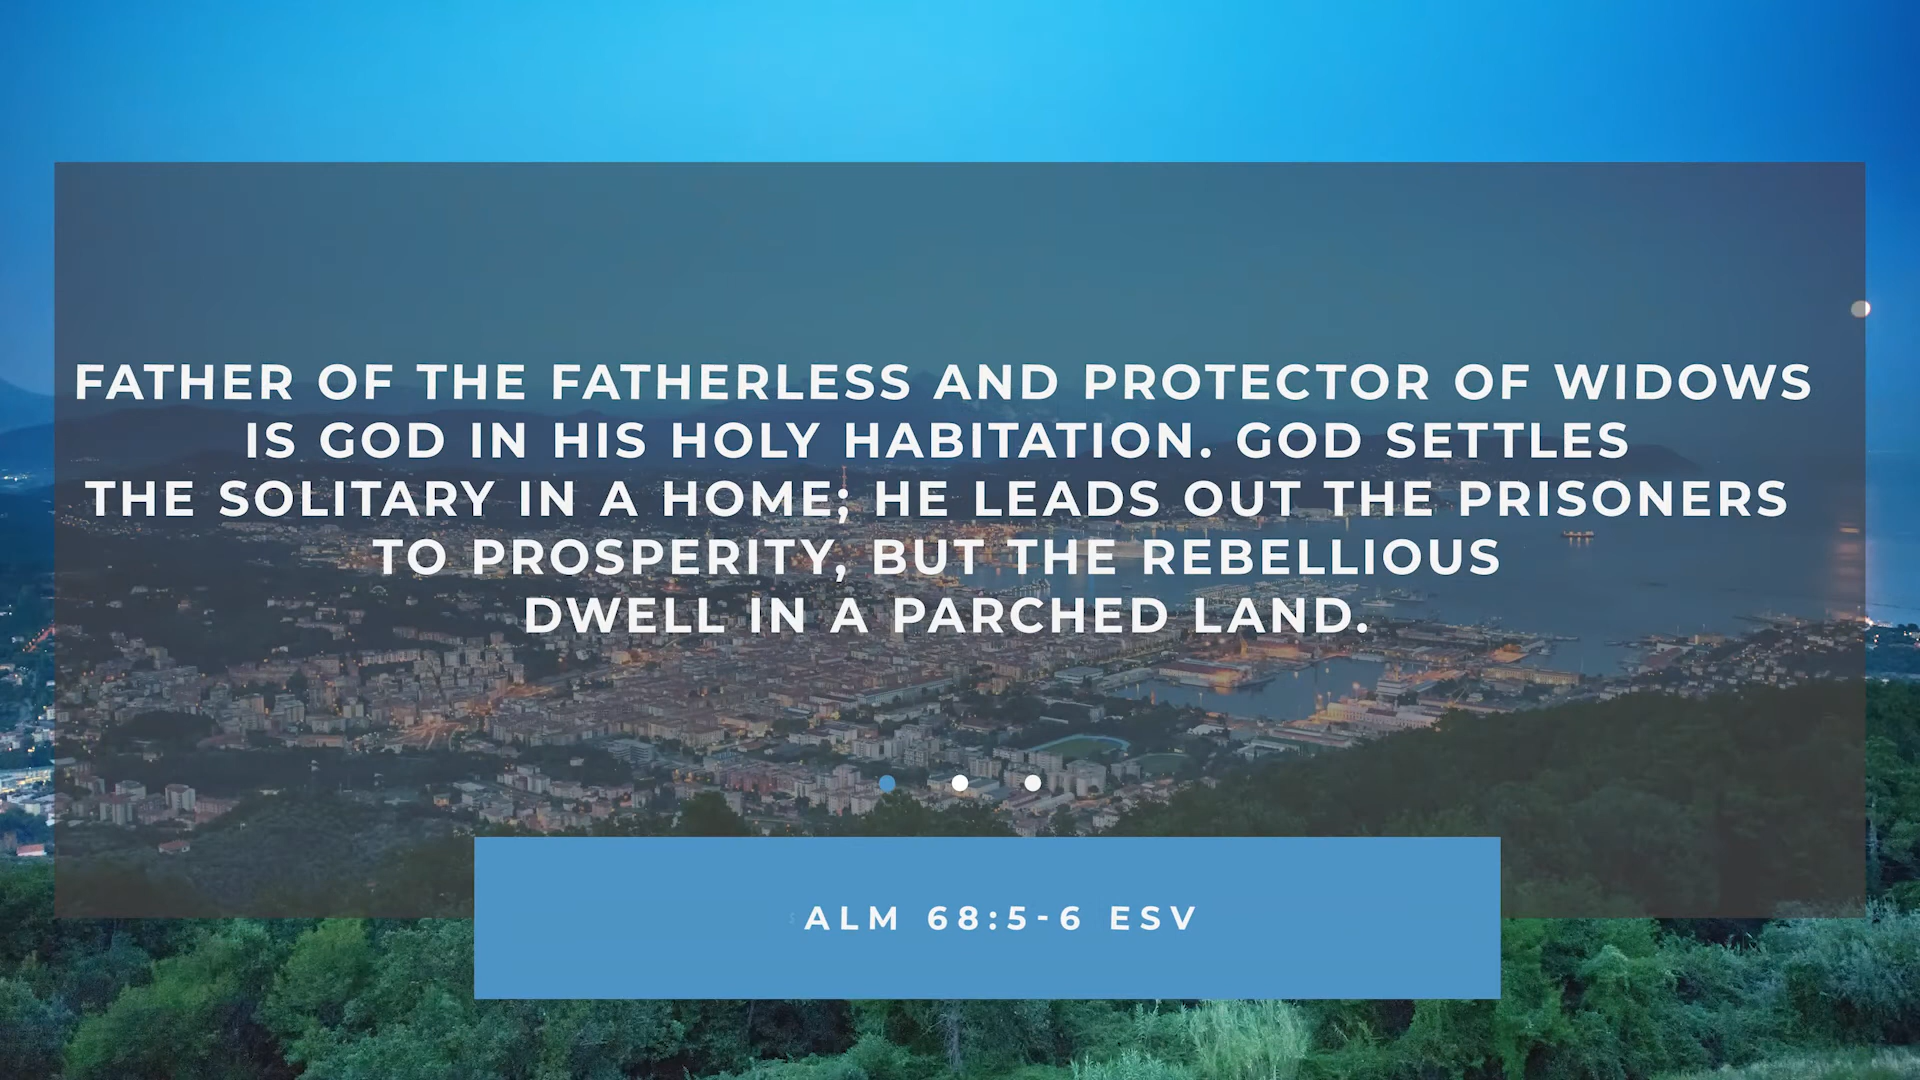 FATHER OF THE FATHERLESS AND PROTECTOR OF WIDOWS
IS GOD IN HIS HOLY HABITATION. GOD SETTLES
THE SOLITARY IN A HOME; HE LEADS OUT THE PRISONERS
TO PROSPERITY, BUT THE REBELLIOUS
DWELL IN A PARCHED LAND.
ALM 68:5-6 ESV